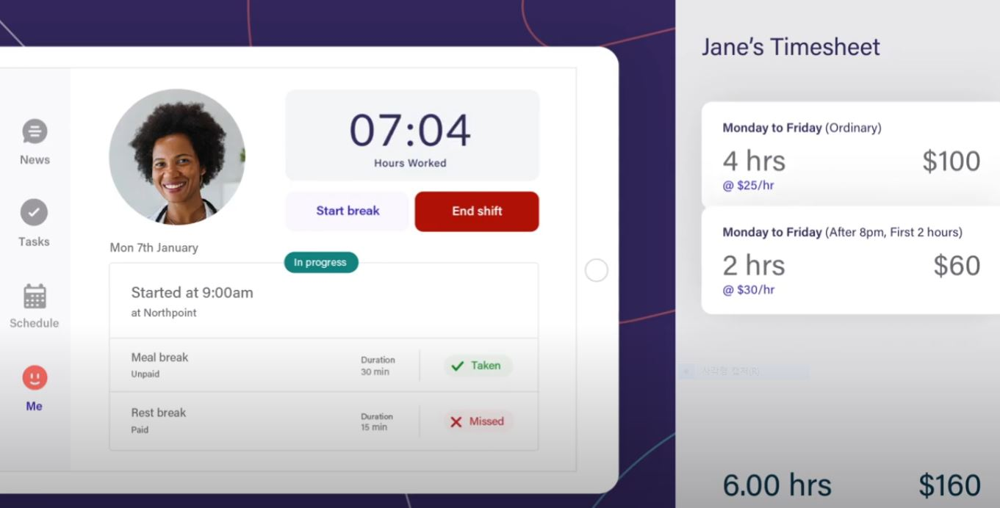 News
Tasks
Schedule
Me
07:04
Hours Worked
Start break
End shift
Mon 7th January
In progress
Started at 9:00am
at Northpoint
Meal break
Unpaid
Duration
30 min
Taken
Rest break
Paid
Duration
15 min
Missed
Jane's Timesheet
Monday to Friday (Ordinary)
4 hrs
$100
@ $25/hr
Monday to Friday (After 8pm, First 2 hours)
2 hrs
$60
@ $30/hr
사각형 캡처(R)
6.00 hrs
$160